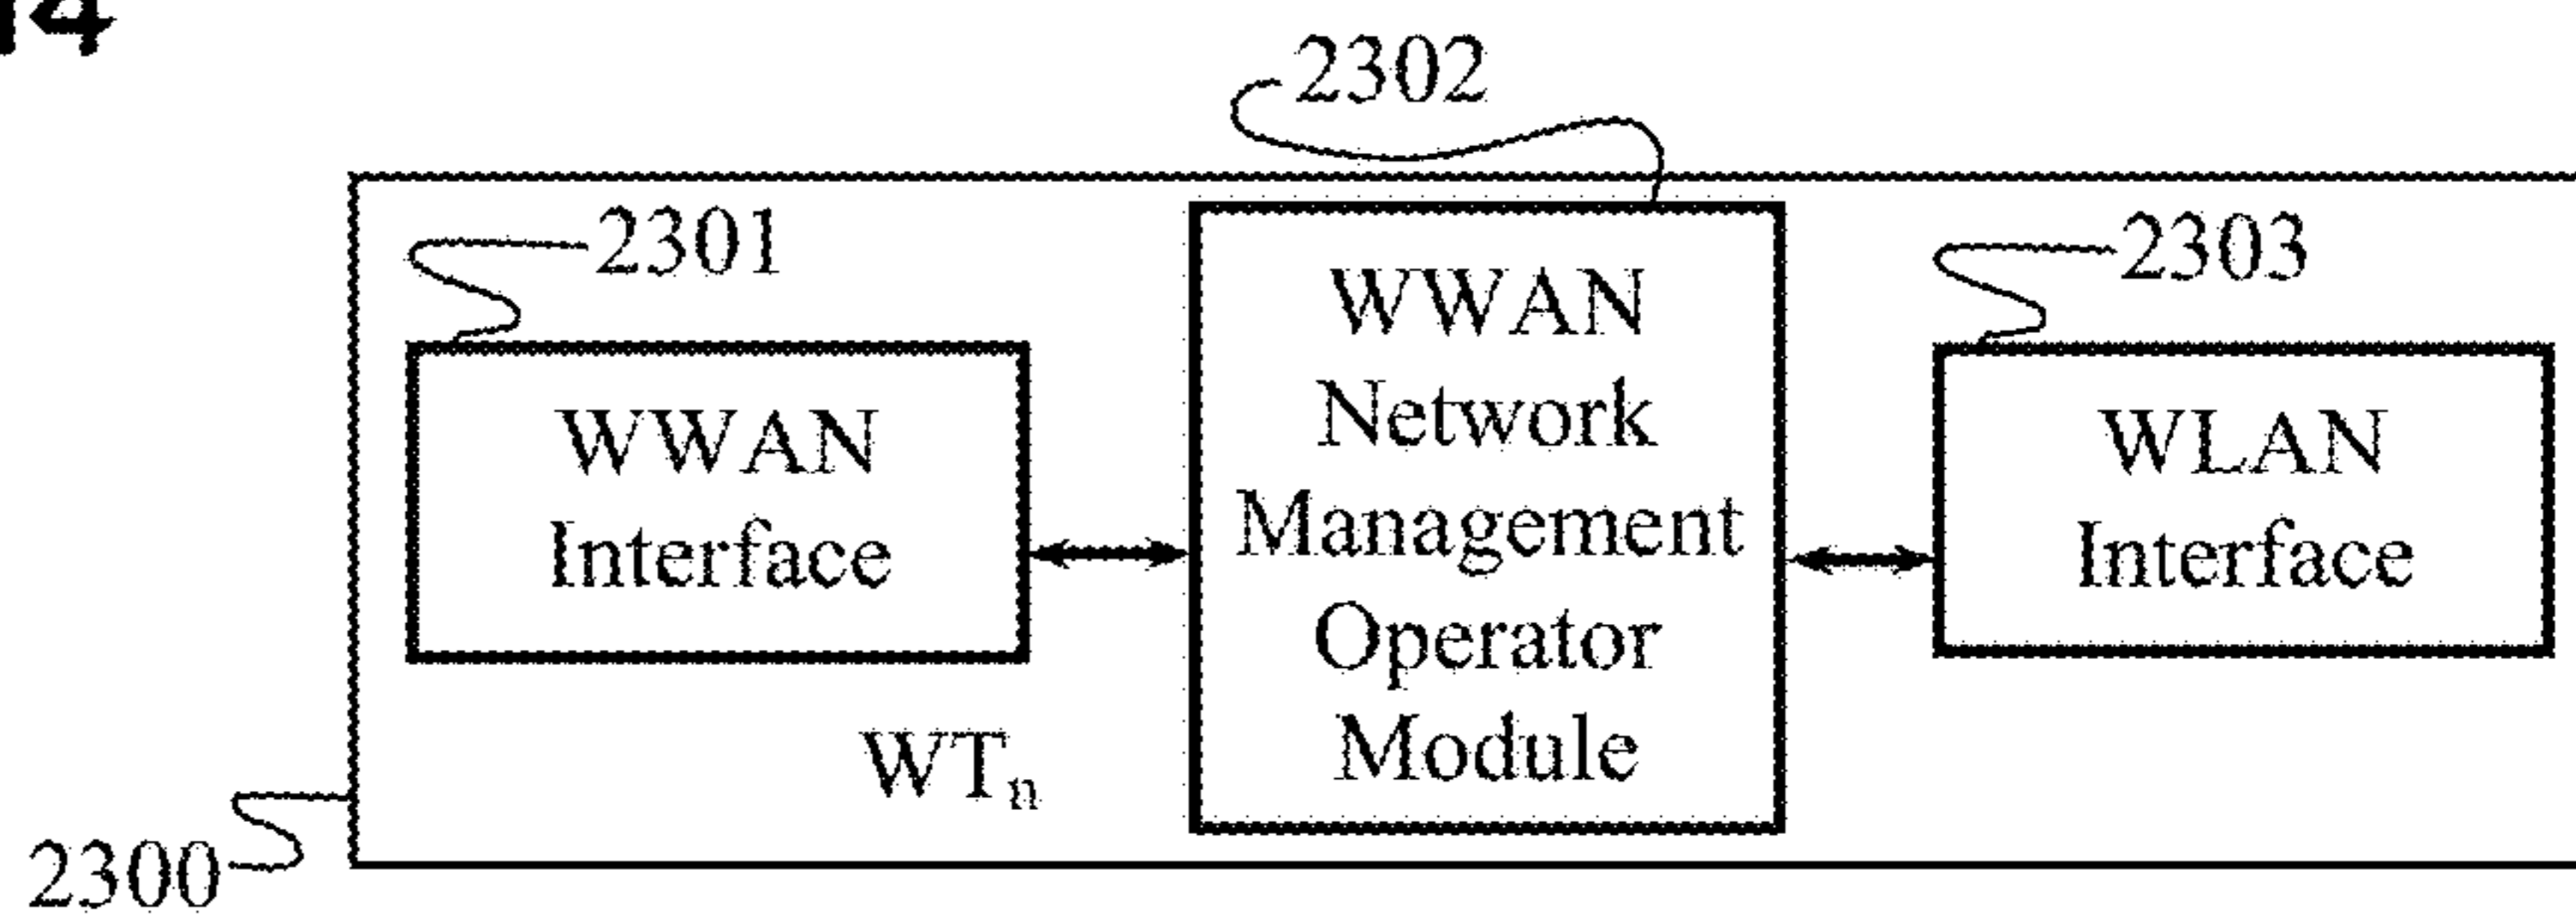 2302
2301
2303
WWAN
Interface
WWAN
Network
Management
Operator
Module
WLAN
Interface
WTn
2300